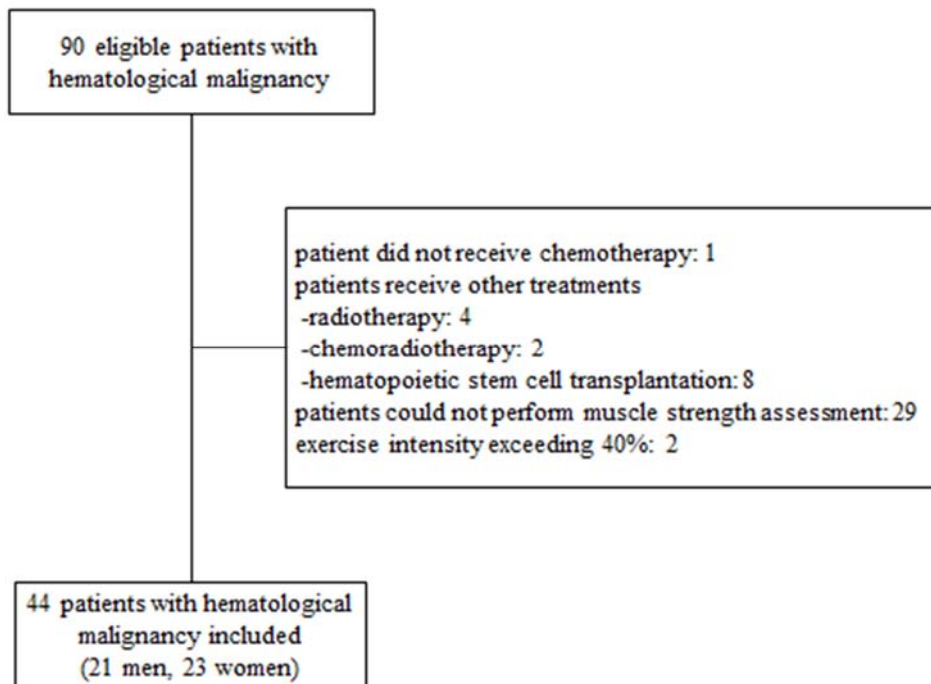 90 eligible patients with
hematological malignancy
patient did not receive chemotherapy: 1
patients receive other treatments
-radiotherapy: 4
-chemoradiotherapy: 2
-hematopoietic stem cell transplantation: 8
patients could not perform muscle strength assessment: 29
exercise intensity exceeding 40%: 2
44 patients with hematological
malignancy included
(21 men, 23 women)